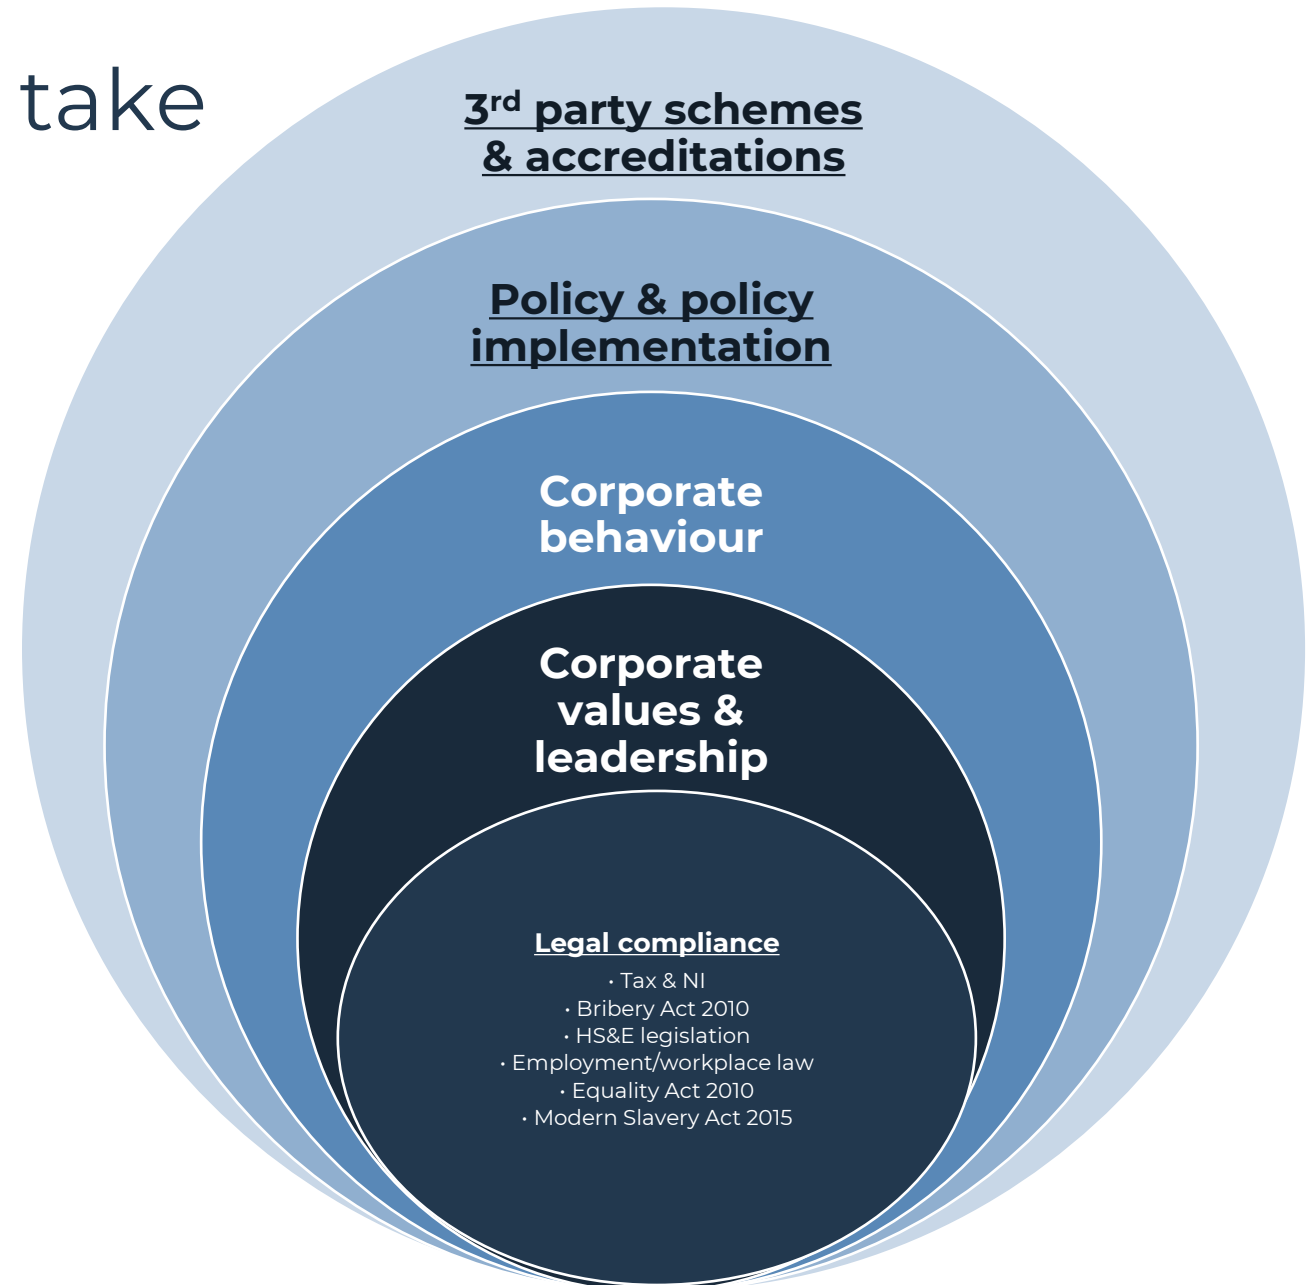 take
3rd party schemes
& accreditations
Policy & policy
implementation
Corporate
behaviour
Corporate
values &
leadership
Legal compliance
• Tax & NI
• Bribery Act 2010
• HS&E legislation
• Employment/workplace law
• Equality Act 2010
• Modern Slavery Act 2015